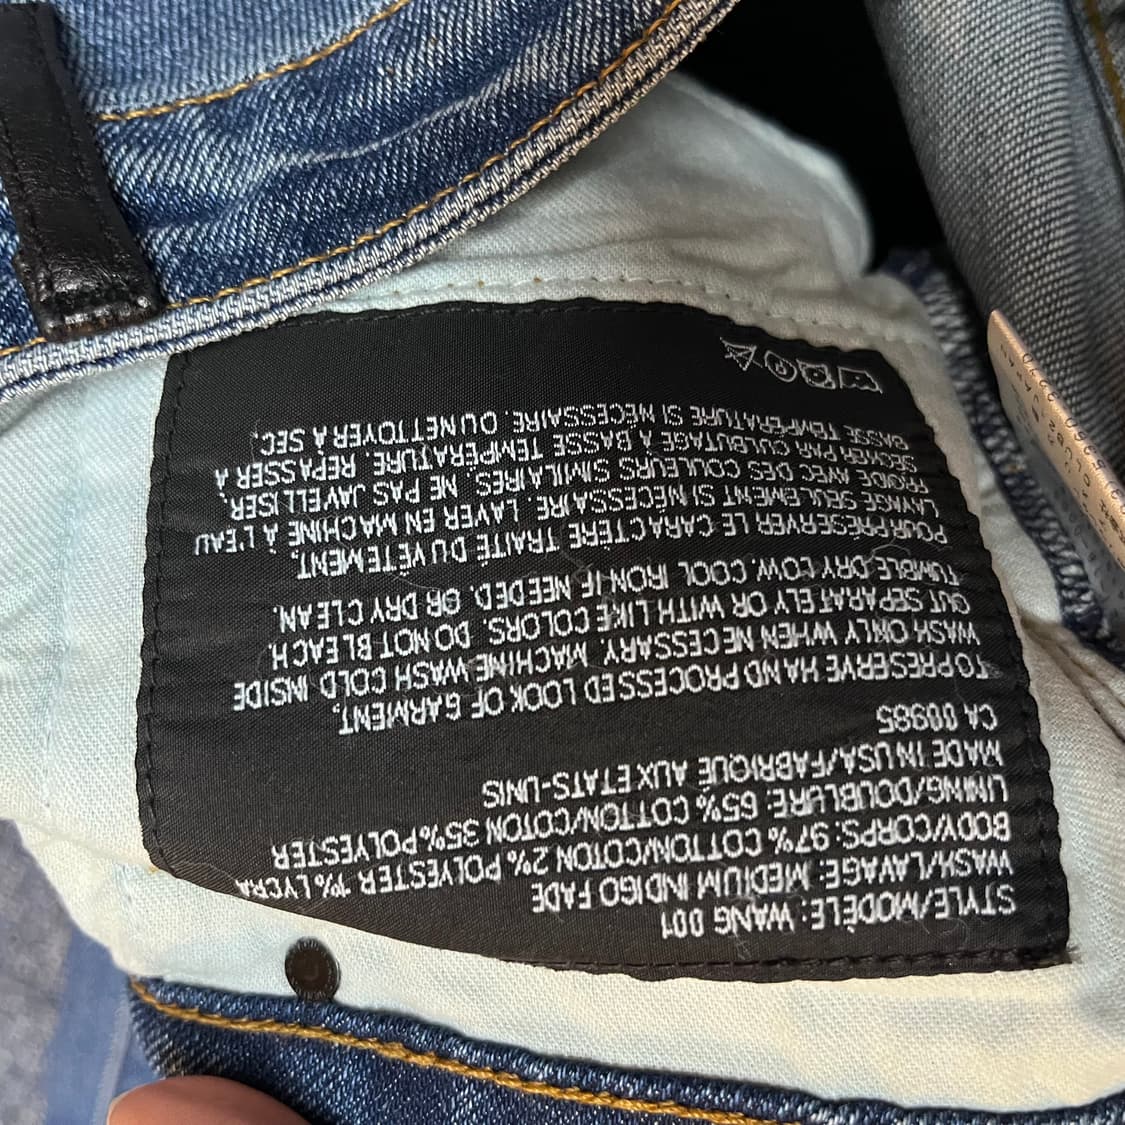 STYLE/MODÈLE: WANG 001
WASH/LAVAGE: MEDIUM INDIGO FADE
BODY/CORPS: 97% COTTON/COTON 2% POLYESTER 1% LYCRA
LINING/DOUBLURE: 65% COTTON/COTON 35% POLYESTER
MADE IN USA/FABRIQUÉ AUX ETATS-UNIS
CA 00985
TO PRESERVE HAND PROCESSED LOOK OF GARMENT,
WASH ONLY WHEN NECESSARY. MACHINE WASH COLD INSIDE
OUT SEPARATELY OR WITH LIKE COLORS. DO NOT BLEACH.
TUMBLE DRY LOW. COOL IRON IF NEEDED. OR DRY CLEAN.
POUR PRÉSERVER LE CARACTÈRE TRAITÉ DU VÊTEMENT,
LAVAGE SEULEMENT SI NÉCESSAIRE. LAVER EN MACHINE À L'EAU
FROIDE AVEC DES COULEURS SIMILAIRES. NE PAS JAVELLISER.
SÉCHER PAR CULBUTAGE À BASSE TEMPÉRATURE. REPASSER À
BASSE TEMPÉRATURE SI NÉCESSAIRE. OU NETTOYER À SEC.